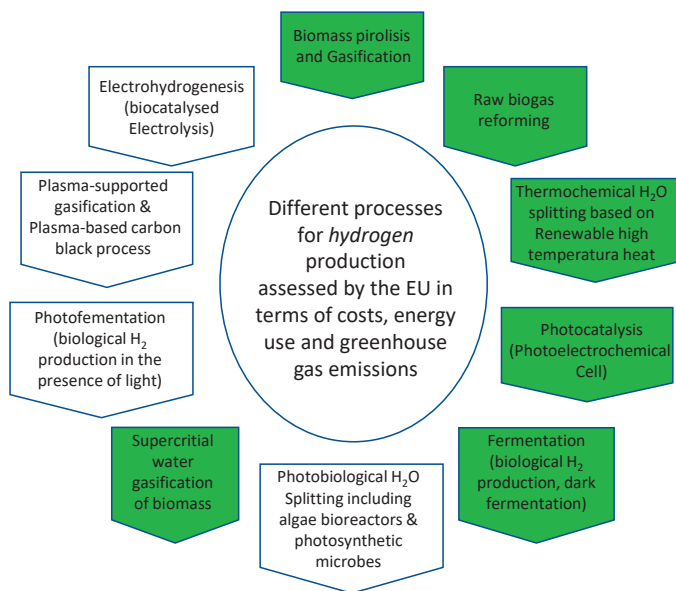 Biomass pirolisis
and Gasification
Electrohydrogenesis
(biocatalysed
Electrolysis)
Raw biogas
reforming
Plasma-supported
gasification &
Plasma-based carbon
black process
Different processes
for hydrogen
production
assessed by the EU in
terms of costs, energy
use and greenhouse
gas emissions
Thermochemical H₂O
splitting based on
Renewable high
temperatura heat
Photofementation
(biological H₂
production in the
presence of light)
Photocatalysis
(Photoelectrochemical
Cell)
Supercritial
water
gasification
of biomass
Photobiological H₂O
Splitting including
algae bioreactors &
photosynthetic
microbes
Fermentation
(biological H₂
production, dark
fermentation)